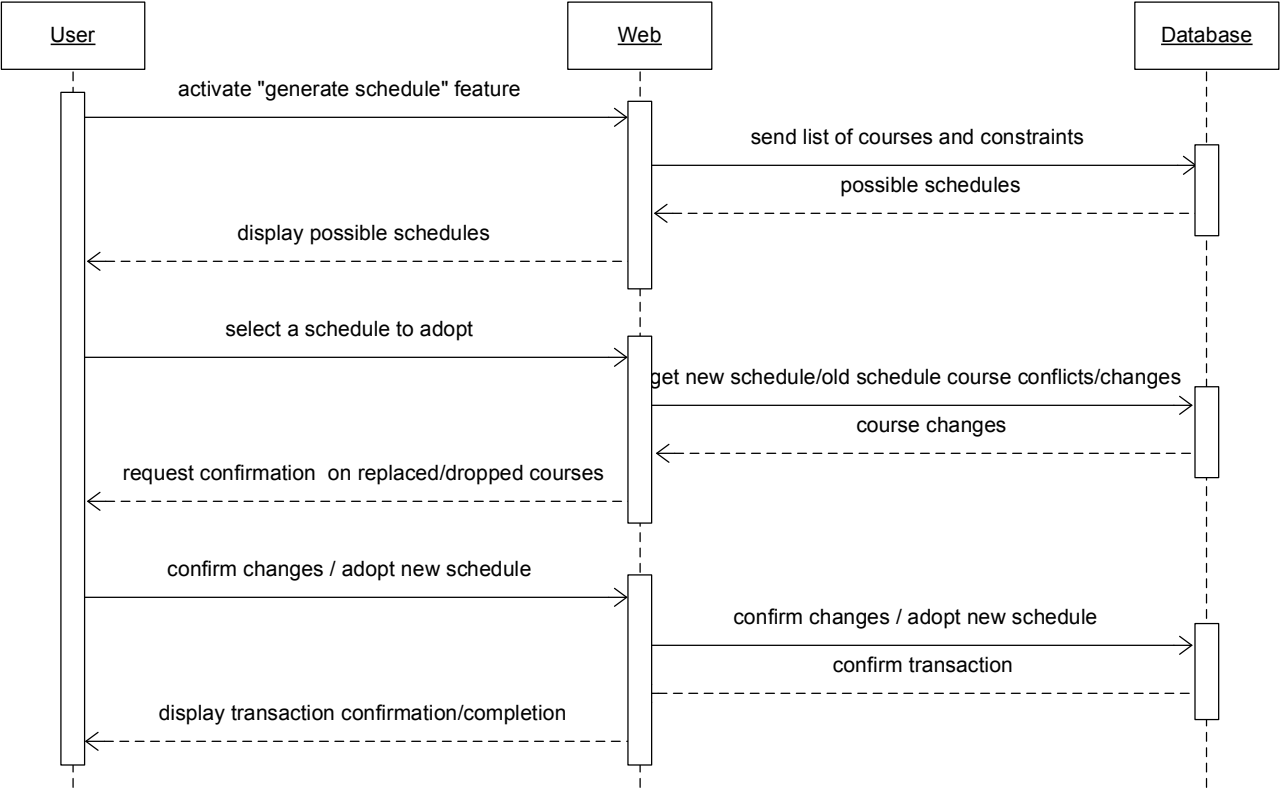 User
Web
Database
activate "generate schedule" feature
send list of courses and constraints
possible schedules
display possible schedules
select a schedule to adopt
get new schedule/old schedule course conflicts/changes
course changes
request confirmation  on replaced/dropped courses
confirm changes / adopt new schedule
confirm changes / adopt new schedule
confirm transaction
display transaction confirmation/completion